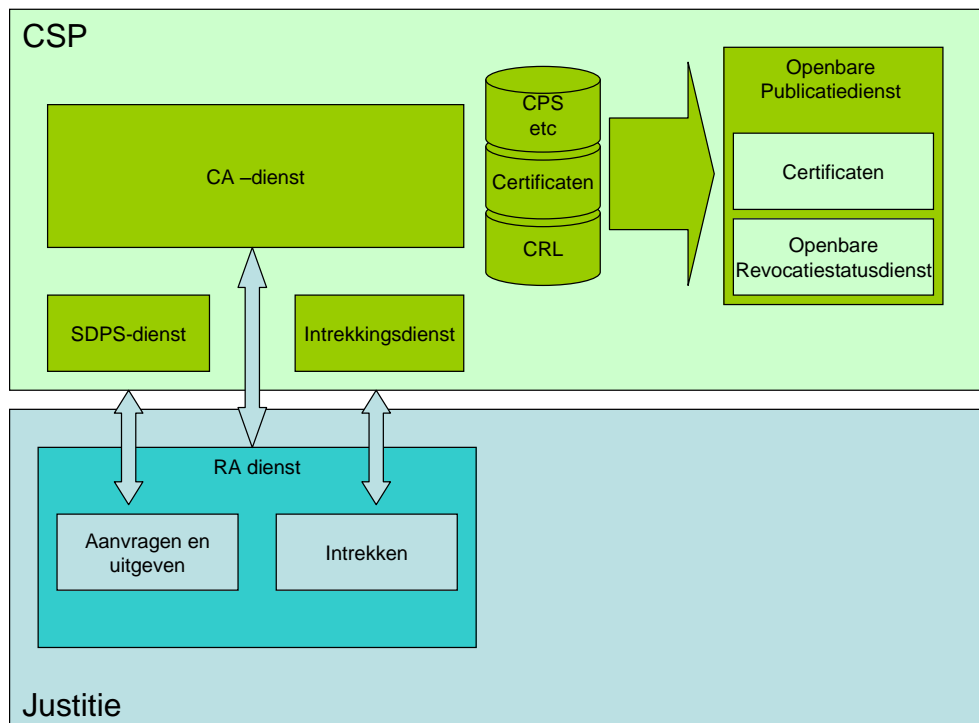 CSP
CA –dienst
SDPS-dienst
Intrekkingsdienst
CPS
etc
Certificaten
CRL
Openbare
Publicatiedienst
Certificaten
Openbare
Revocatiestatusdienst
RA dienst
Aanvragen en
uitgeven
Intrekken
Justitie